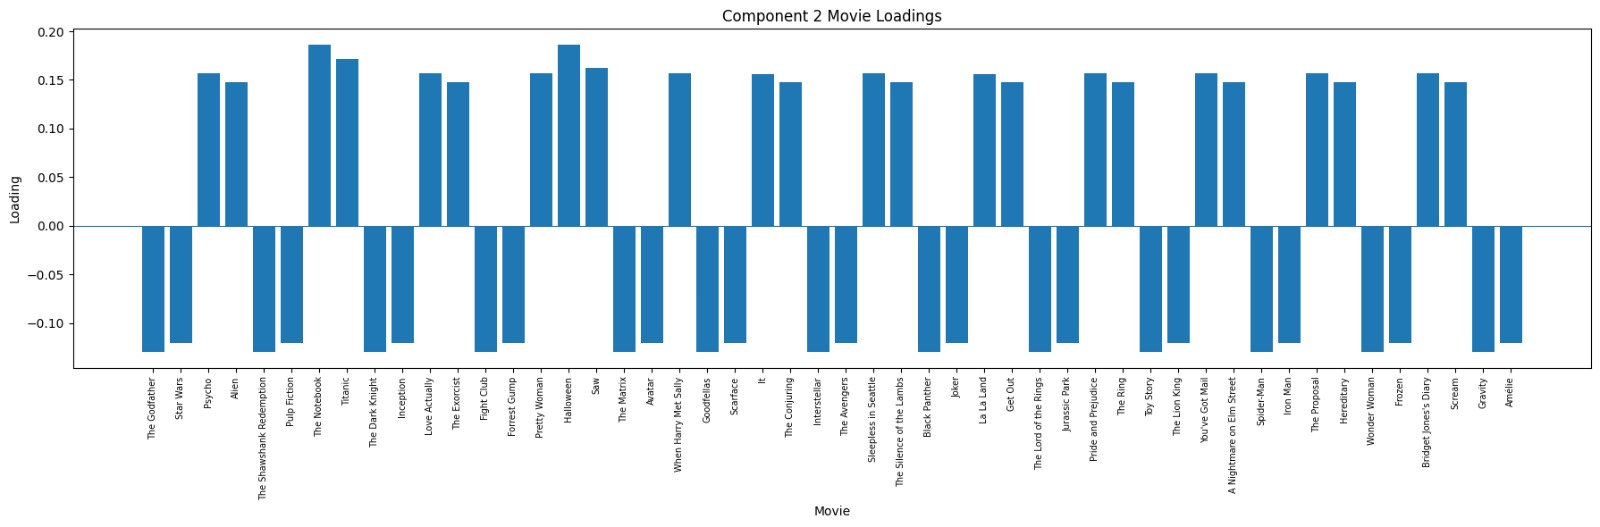 Component 2 Movie Loadings
0.20
0.15
0.10
0.05
0.00
−0.05
−0.10
Loading
The Godfather
Star Wars
Psycho
Alien
The Shawshank Redemption
Pulp Fiction
The Notebook
Titanic
The Dark Knight
Inception
Love Actually
The Exorcist
Fight Club
Forrest Gump
Pretty Woman
Halloween
Saw
The Matrix
Avatar
When Harry Met Sally
Goodfellas
Scarface
It
The Conjuring
Interstellar
The Avengers
Sleepless in Seattle
The Silence of the Lambs
Black Panther
Joker
La La Land
Get Out
The Lord of the Rings
Jurassic Park
Pride and Prejudice
The Ring
Toy Story
The Lion King
You've Got Mail
A Nightmare on Elm Street
Spider-Man
Iron Man
The Proposal
Hereditary
Wonder Woman
Frozen
Bridget Jones's Diary
Scream
Gravity
Amélie
Movie